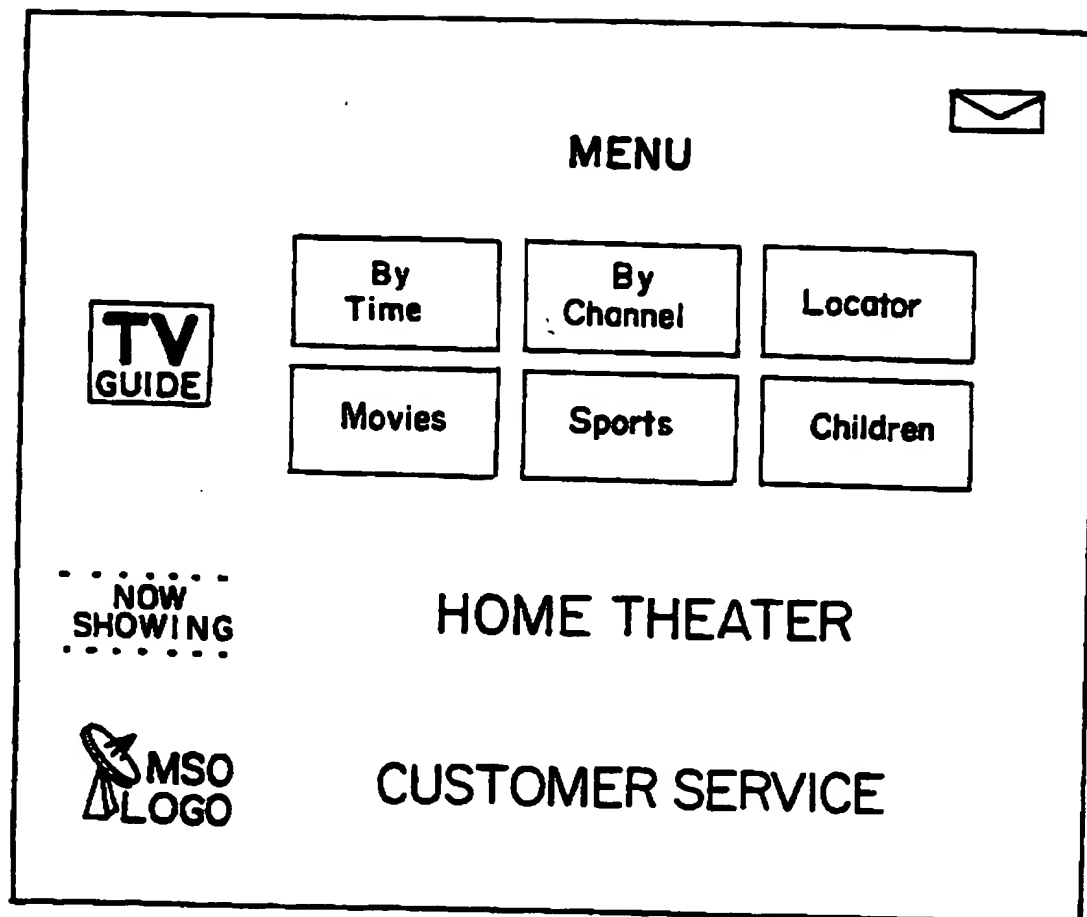 MENU
By
Time
By
Channel
Locator
TV
GUIDE
Movies
Sports
Children
NOW
SHOWING
HOME THEATER
MSO
LOGO
CUSTOMER SERVICE